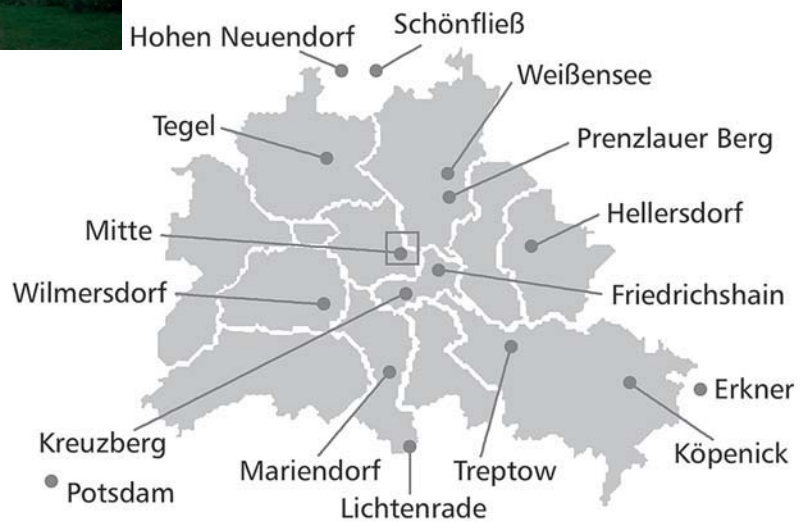 Hohen Neuendorf
Schönfließ
Weißensee
Tegel
Prenzlauer Berg
Mitte
Hellersdorf
Wilmersdorf
Friedrichshain
Erkner
Kreuzberg
Köpenick
Potsdam
Mariendorf
Treptow
Lichtenrade